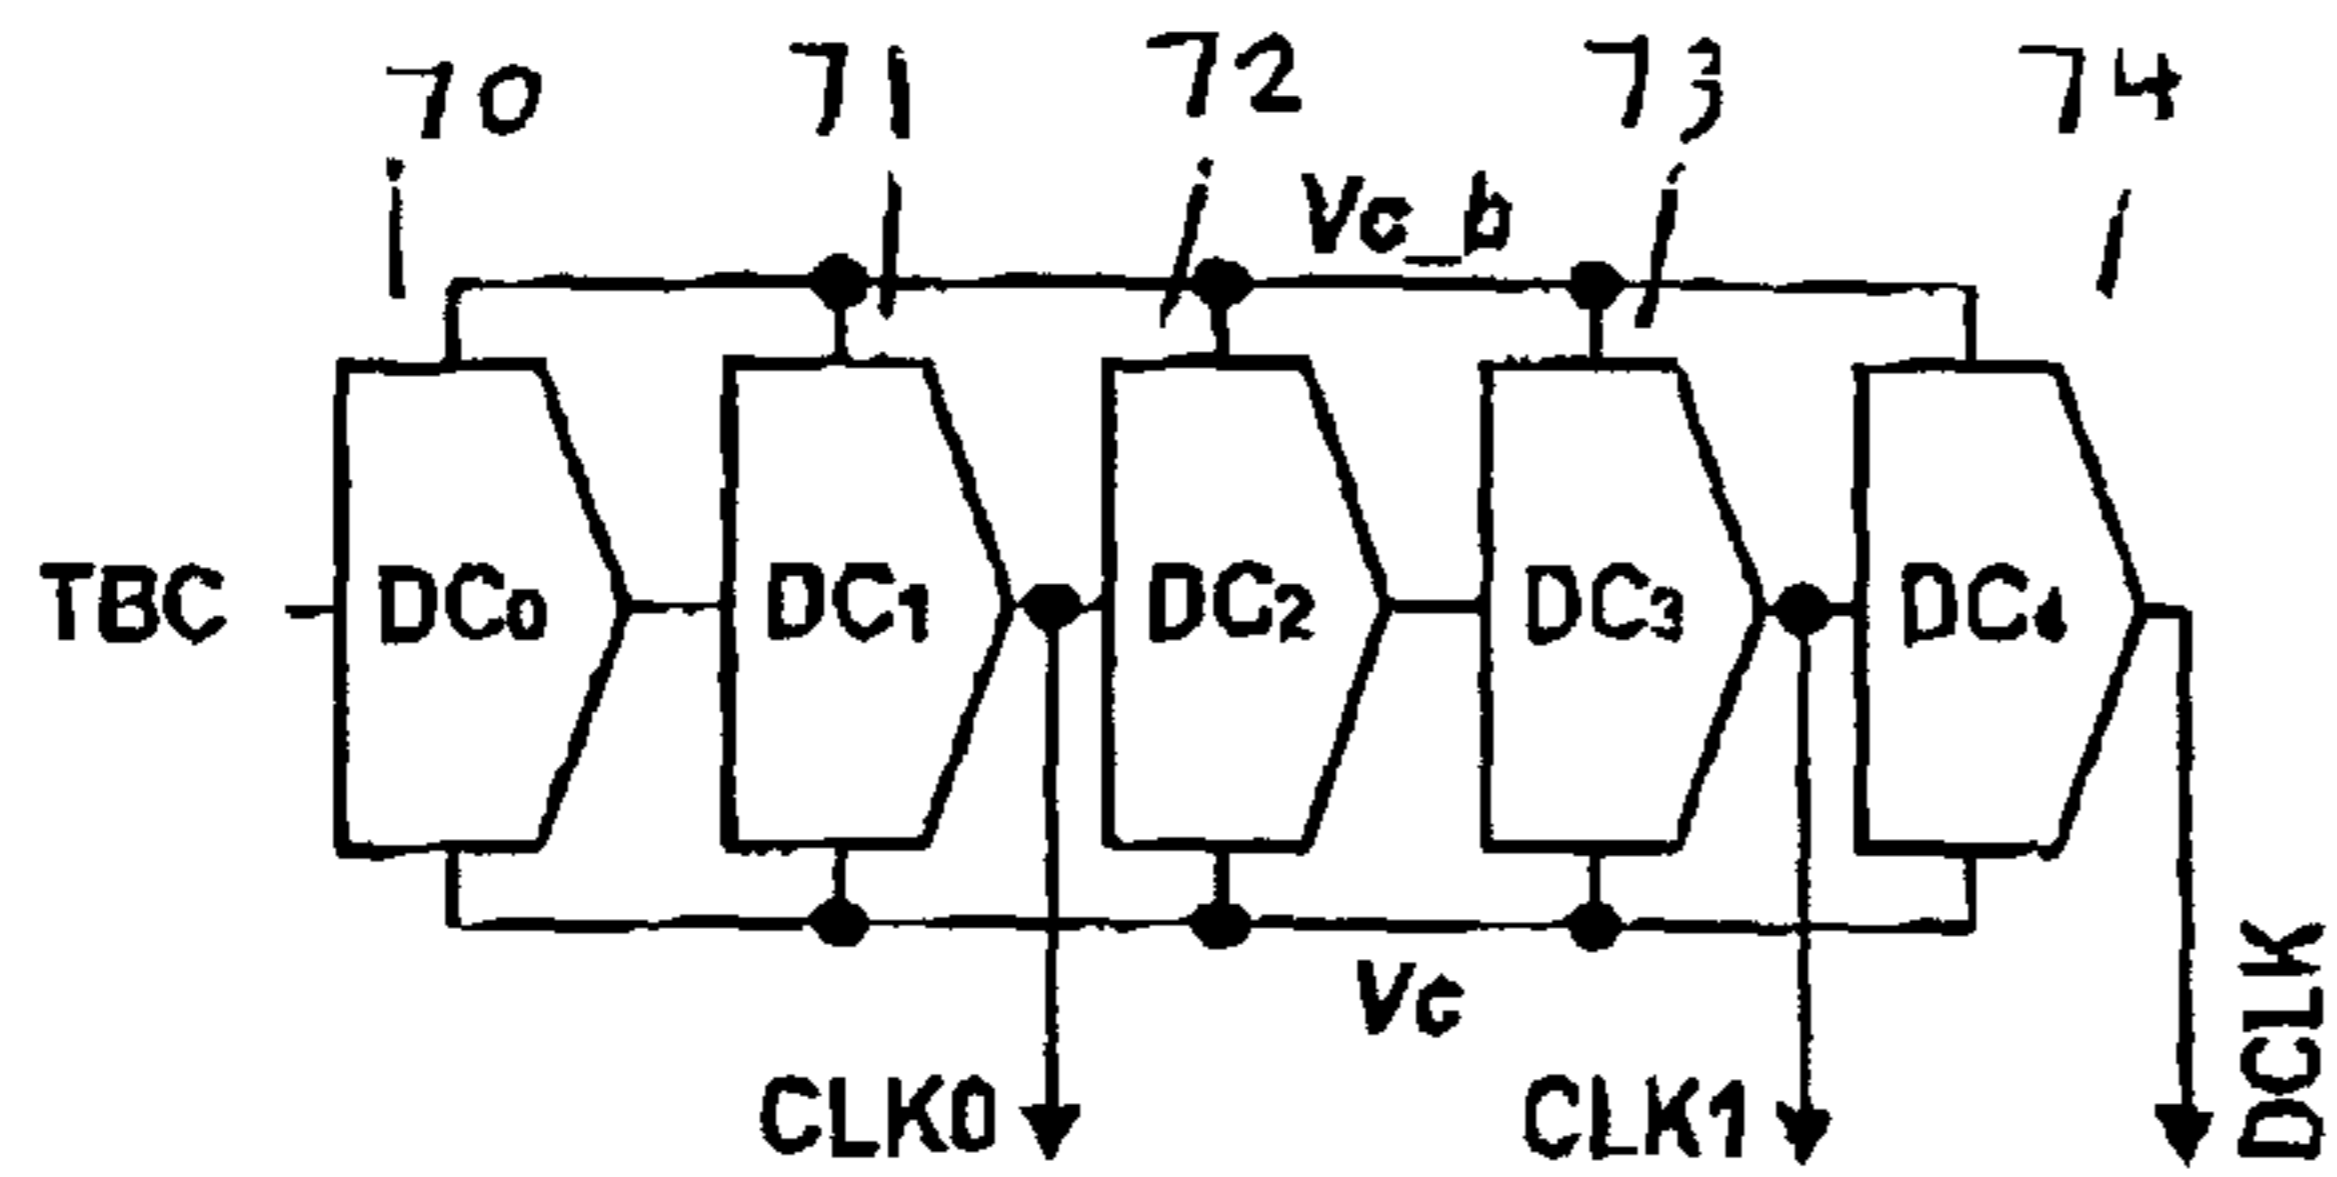 70 71 72 73 74
Vc_b
TBC DC0 DC1 DC2 DC3 DC4
Vc
CLK0 CLK1 DCLK